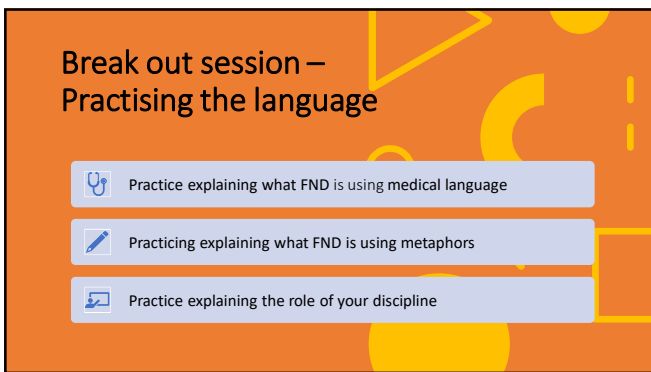 Break out session –
Practising the language
Practice explaining what FND is using medical language
Practicing explaining what FND is using metaphors
Practice explaining the role of your discipline